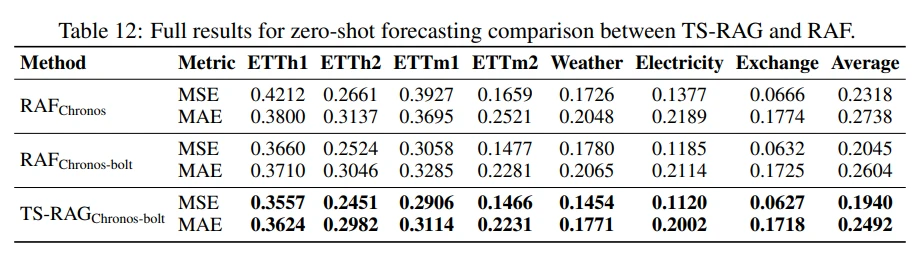 Table 12: Full results for zero-shot forecasting comparison between TS-RAG and RAF.
Method Metric ETTh1 ETTh2 ETTm1 ETTm2 Weather Electricity Exchange Average
RAFChronos MSE 0.4212 0.2661 0.3927 0.1659 0.1726 0.1377 0.0666 0.2318
MAE 0.3800 0.3137 0.3695 0.2521 0.2048 0.2189 0.1774 0.2738
RAFChronos-bolt MSE 0.3660 0.2524 0.3058 0.1477 0.1780 0.1185 0.0632 0.2045
MAE 0.3710 0.3046 0.3285 0.2281 0.2065 0.2114 0.1725 0.2604
TS-RAGChronos-bolt MSE 0.3557 0.2451 0.2906 0.1466 0.1454 0.1120 0.0627 0.1940
MAE 0.3624 0.2982 0.3114 0.2231 0.1771 0.2002 0.1718 0.2492